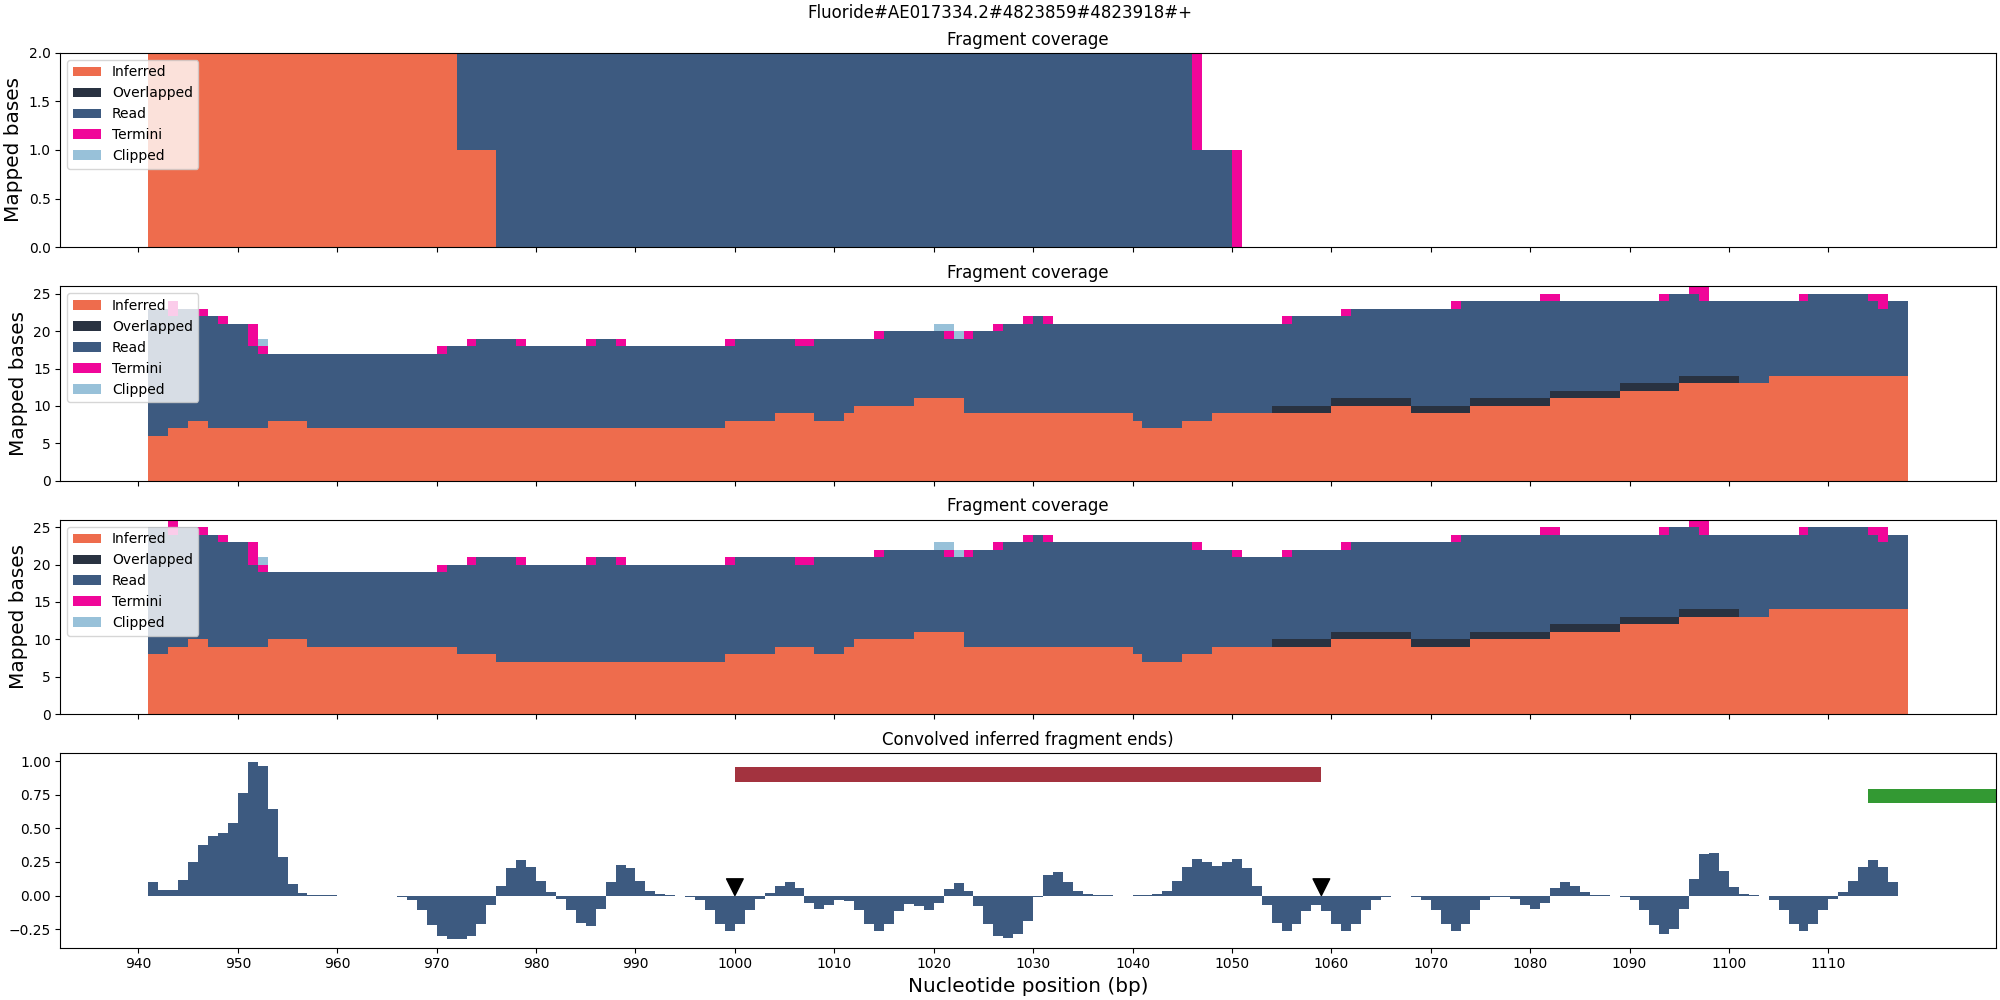 Fluoride#AE017334.2#4823859#4823918#+
Fragment coverage
2.0
1.5
1.0
0.5
0.0
Mapped bases
Inferred
Overlapped
Read
Termini
Clipped
Fragment coverage
25
20
15
10
5
0
Mapped bases
Inferred
Overlapped
Read
Termini
Clipped
Fragment coverage
25
20
15
10
5
0
Mapped bases
Inferred
Overlapped
Read
Termini
Clipped
Convolved inferred fragment ends)
1.00
0.75
0.50
0.25
0.00
−0.25
940 950 960 970 980 990 1000 1010 1020 1030 1040 1050 1060 1070 1080 1090 1100 1110
Nucleotide position (bp)